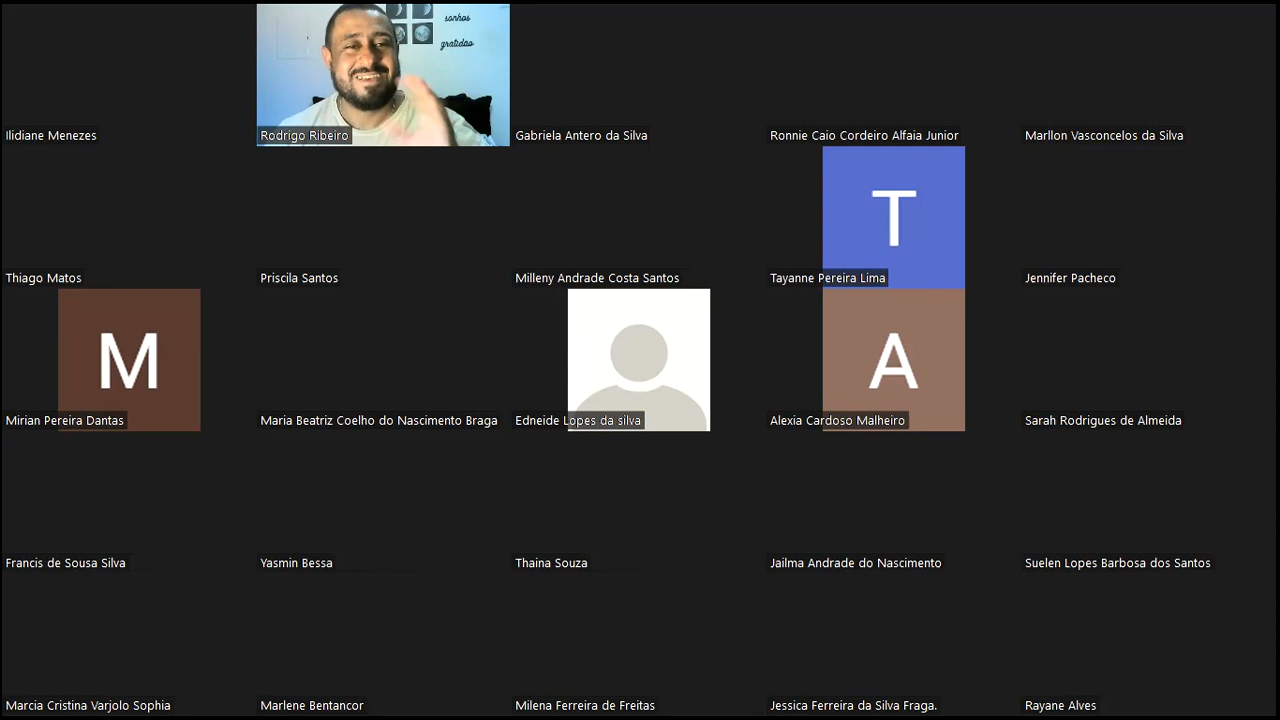 sonhos
gratidão
Ilidiane Menezes
Rodrigo Ribeiro
Gabriela Antero da Silva
Ronnie Caio Cordeiro Alfaia Junior
Marllon Vasconcelos da Silva
T
Thiago Matos
Priscila Santos
Milleny Andrade Costa Santos
Tayanne Pereira Lima
Jennifer Pacheco
M
A
Mirian Pereira Dantas
Maria Beatriz Coelho do Nascimento Braga
Edneide Lopes da silva
Alexia Cardoso Malheiro
Sarah Rodrigues de Almeida
Francis de Sousa Silva
Yasmin Bessa
Thaina Souza
Jailma Andrade do Nascimento
Suelen Lopes Barbosa dos Santos
Marcia Cristina Varjolo Sophia
Marlene Bentancor
Milena Ferreira de Freitas
Jessica Ferreira da Silva Fraga.
Rayane Alves